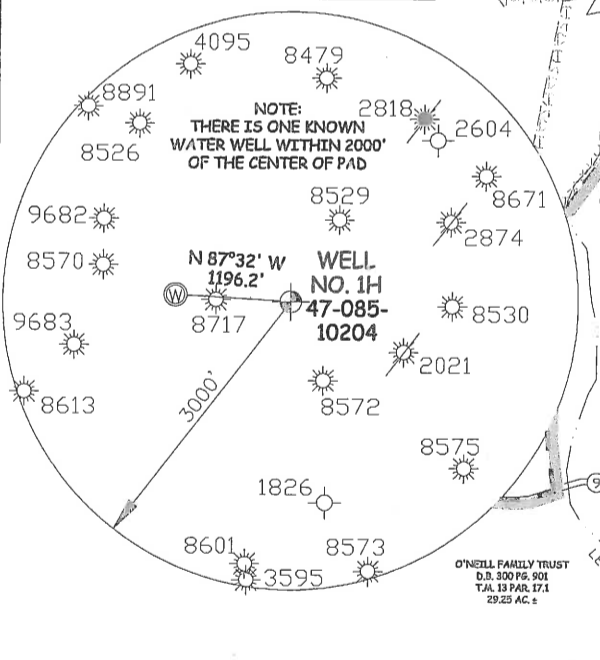 4095
8479
8891
2818
NOTE:
THERE IS ONE KNOWN
WATER WELL WITHIN 2000'
OF THE CENTER OF PAD
2604
8526
8671
8529
9682
2874
8570
N 87°32' W
1196.2'
WELL
NO. 1H
47-085-
10204
W
8717
8530
9683
2021
8613
3000'
8572
8575
1826
9
8601
8573
3595
O'NEILL FAMILY TRUST
D.B. 300 PG. 901
T.M. 13 PAR. 17.1
29.25 AC. ±